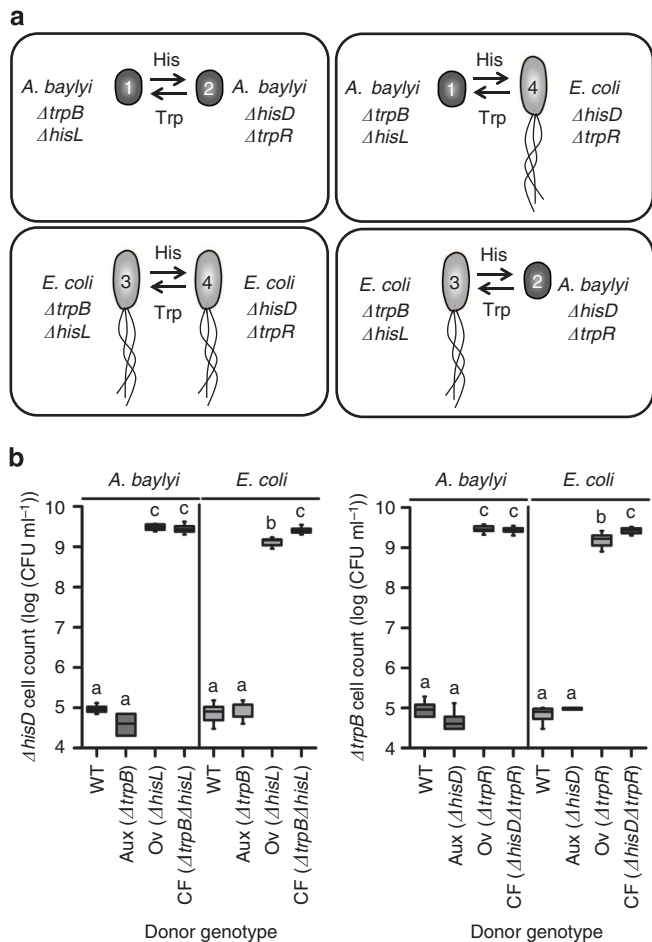 a
His
A. baylyi 1 2 A. baylyi
ΔtrpB ΔhisD
ΔhisL Trp ΔtrpR
His
A. baylyi 1 4 E. coli
ΔtrpB ΔhisD
ΔhisL Trp ΔtrpR
His
E. coli 3 4 E. coli
ΔtrpB ΔhisD
ΔhisL Trp ΔtrpR
His
E. coli 3 2 A. baylyi
ΔtrpB ΔhisD
ΔhisL Trp ΔtrpR
b
A. baylyi E. coli
ΔhisD cell count (log (CFU ml⁻¹))
10
9
8
7
6
5
4
a a c c a a b c
WT
Aux (ΔtrpB)
Ov (ΔhisL)
CF (ΔtrpBΔhisL)
WT
Aux (ΔtrpB)
Ov (ΔhisL)
CF (ΔtrpBΔhisL)
Donor genotype
A. baylyi E. coli
ΔtrpB cell count (log (CFU ml⁻¹))
10
9
8
7
6
5
4
a a c c a a b c
WT
Aux (ΔhisD)
Ov (ΔtrpR)
CF (ΔhisDΔtrpR)
WT
Aux (ΔhisD)
Ov (ΔtrpR)
CF (ΔhisDΔtrpR)
Donor genotype